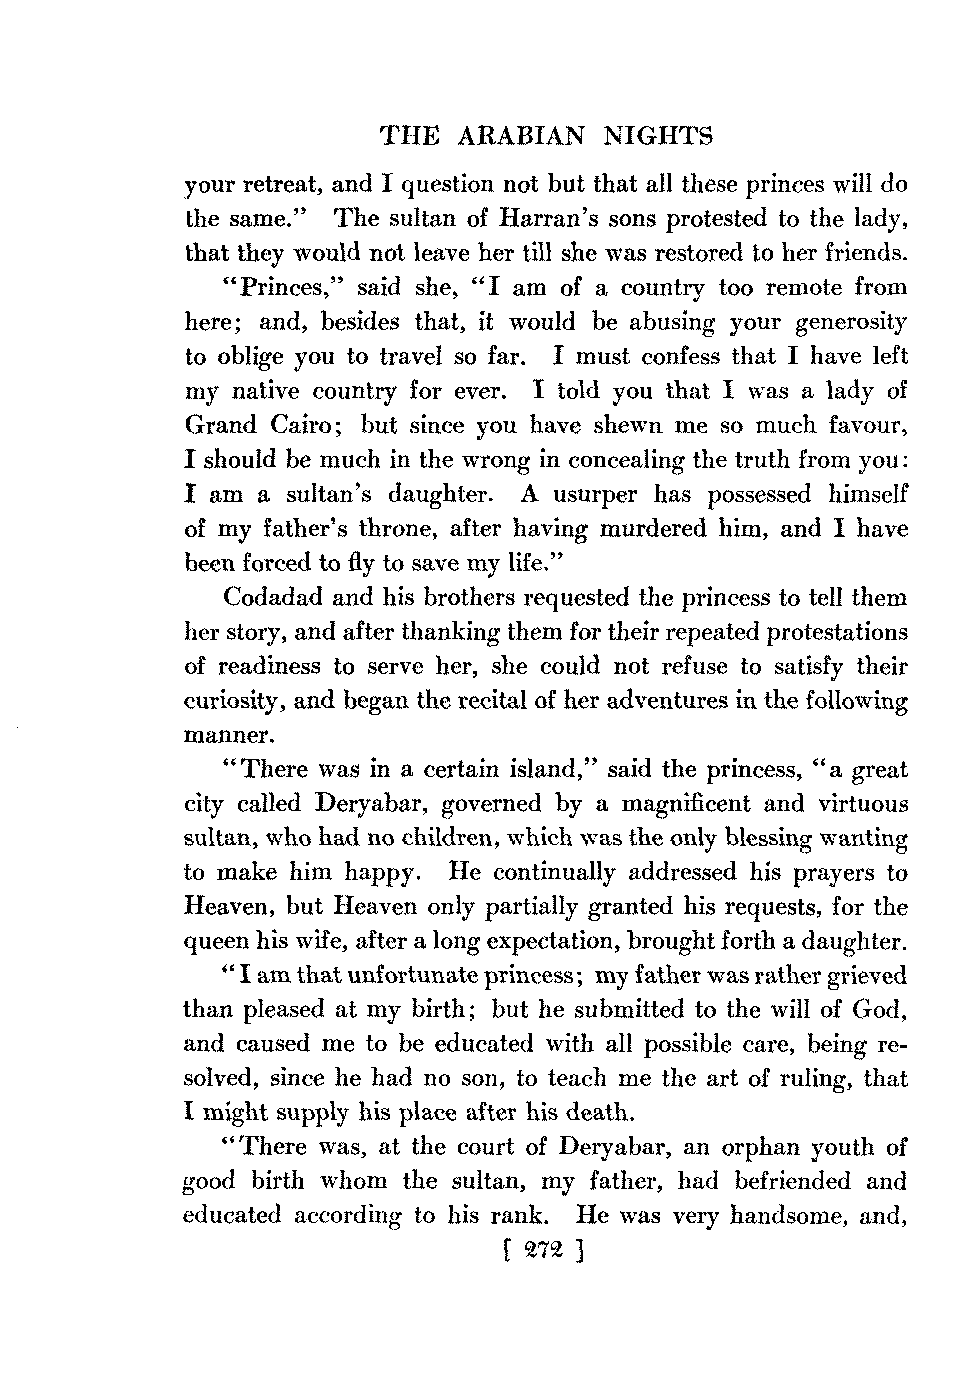 THE ARABIAN NIGHTS
your retreat, and I question not but that all these princes will do
the same.” The sultan of Harran’s sons protested to the lady,
that they would not leave her till she was restored to her friends.
“Princes,” said she, “I am of a country too remote from
here; and, besides that, it would be abusing your generosity
to oblige you to travel so far. I must confess that I have left
my native country for ever. I told you that I was a lady of
Grand Cairo; but since you have shewn me so much favour,
I should be much in the wrong in concealing the truth from you:
I am a sultan’s daughter. A usurper has possessed himself
of my father’s throne, after having murdered him, and I have
been forced to fly to save my life.”
Codadad and his brothers requested the princess to tell them
her story, and after thanking them for their repeated protestations
of readiness to serve her, she could not refuse to satisfy their
curiosity, and began the recital of her adventures in the following
manner.
“There was in a certain island,” said the princess, “a great
city called Deryabar, governed by a magnificent and virtuous
sultan, who had no children, which was the only blessing wanting
to make him happy. He continually addressed his prayers to
Heaven, but Heaven only partially granted his requests, for the
queen his wife, after a long expectation, brought forth a daughter.
“I am that unfortunate princess; my father was rather grieved
than pleased at my birth; but he submitted to the will of God,
and caused me to be educated with all possible care, being re-
solved, since he had no son, to teach me the art of ruling, that
I might supply his place after his death.
“There was, at the court of Deryabar, an orphan youth of
good birth whom the sultan, my father, had befriended and
educated according to his rank. He was very handsome, and,
[ 272 ]